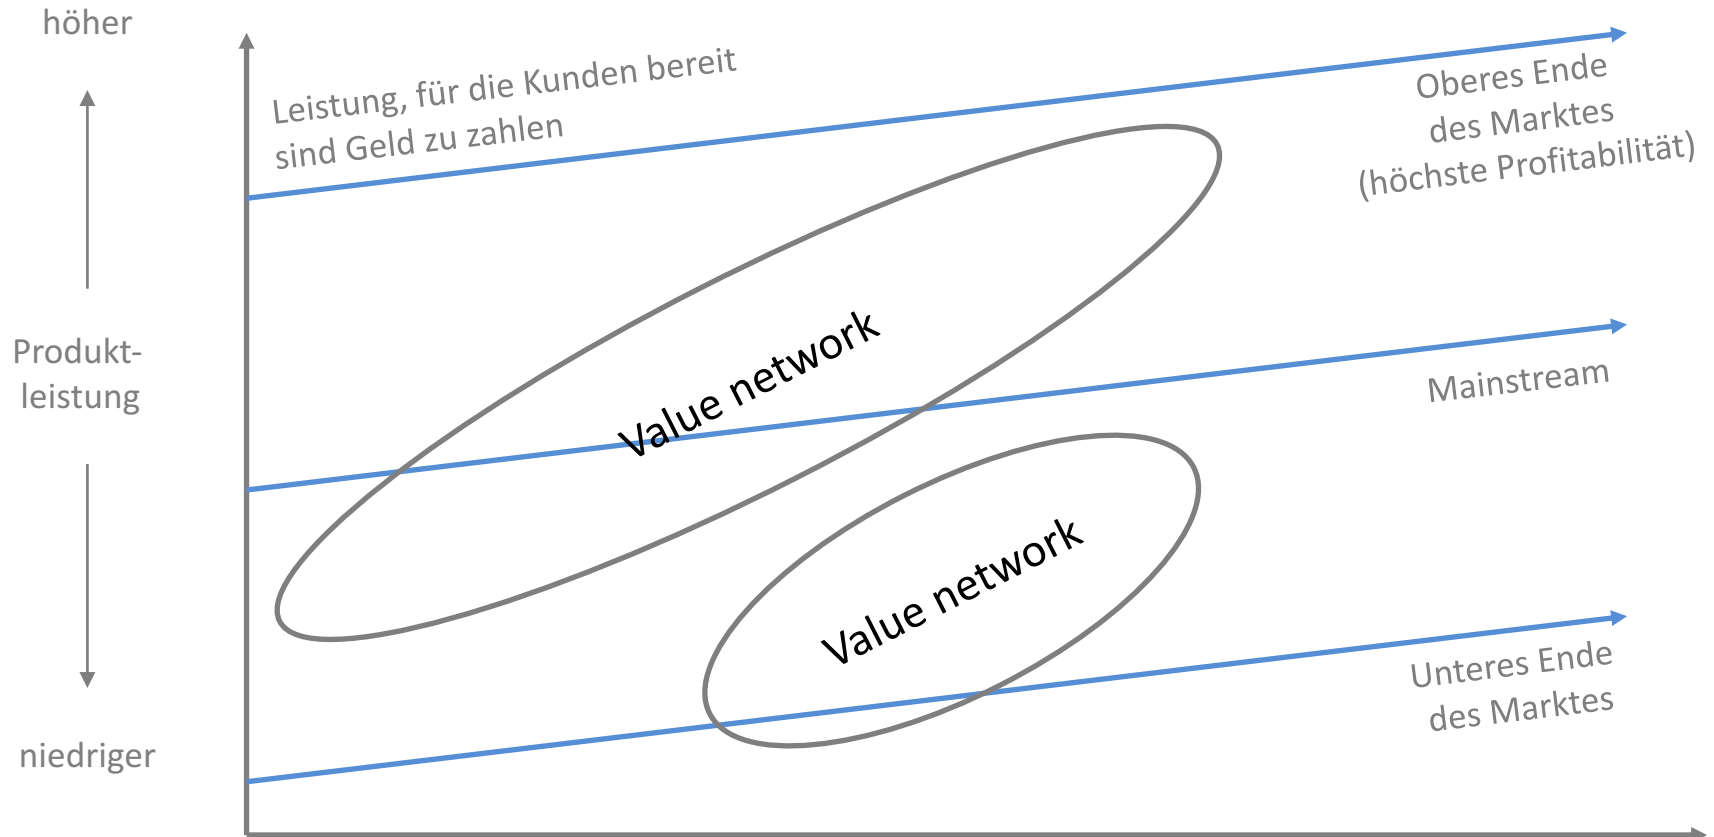 höher
Leistung, für die Kunden bereit
sind Geld zu zahlen
Oberes Ende
des Marktes
(höchste Profitabilität)
Produkt-
leistung
Value network
Mainstream
Value network
Unteres Ende
des Marktes
niedriger